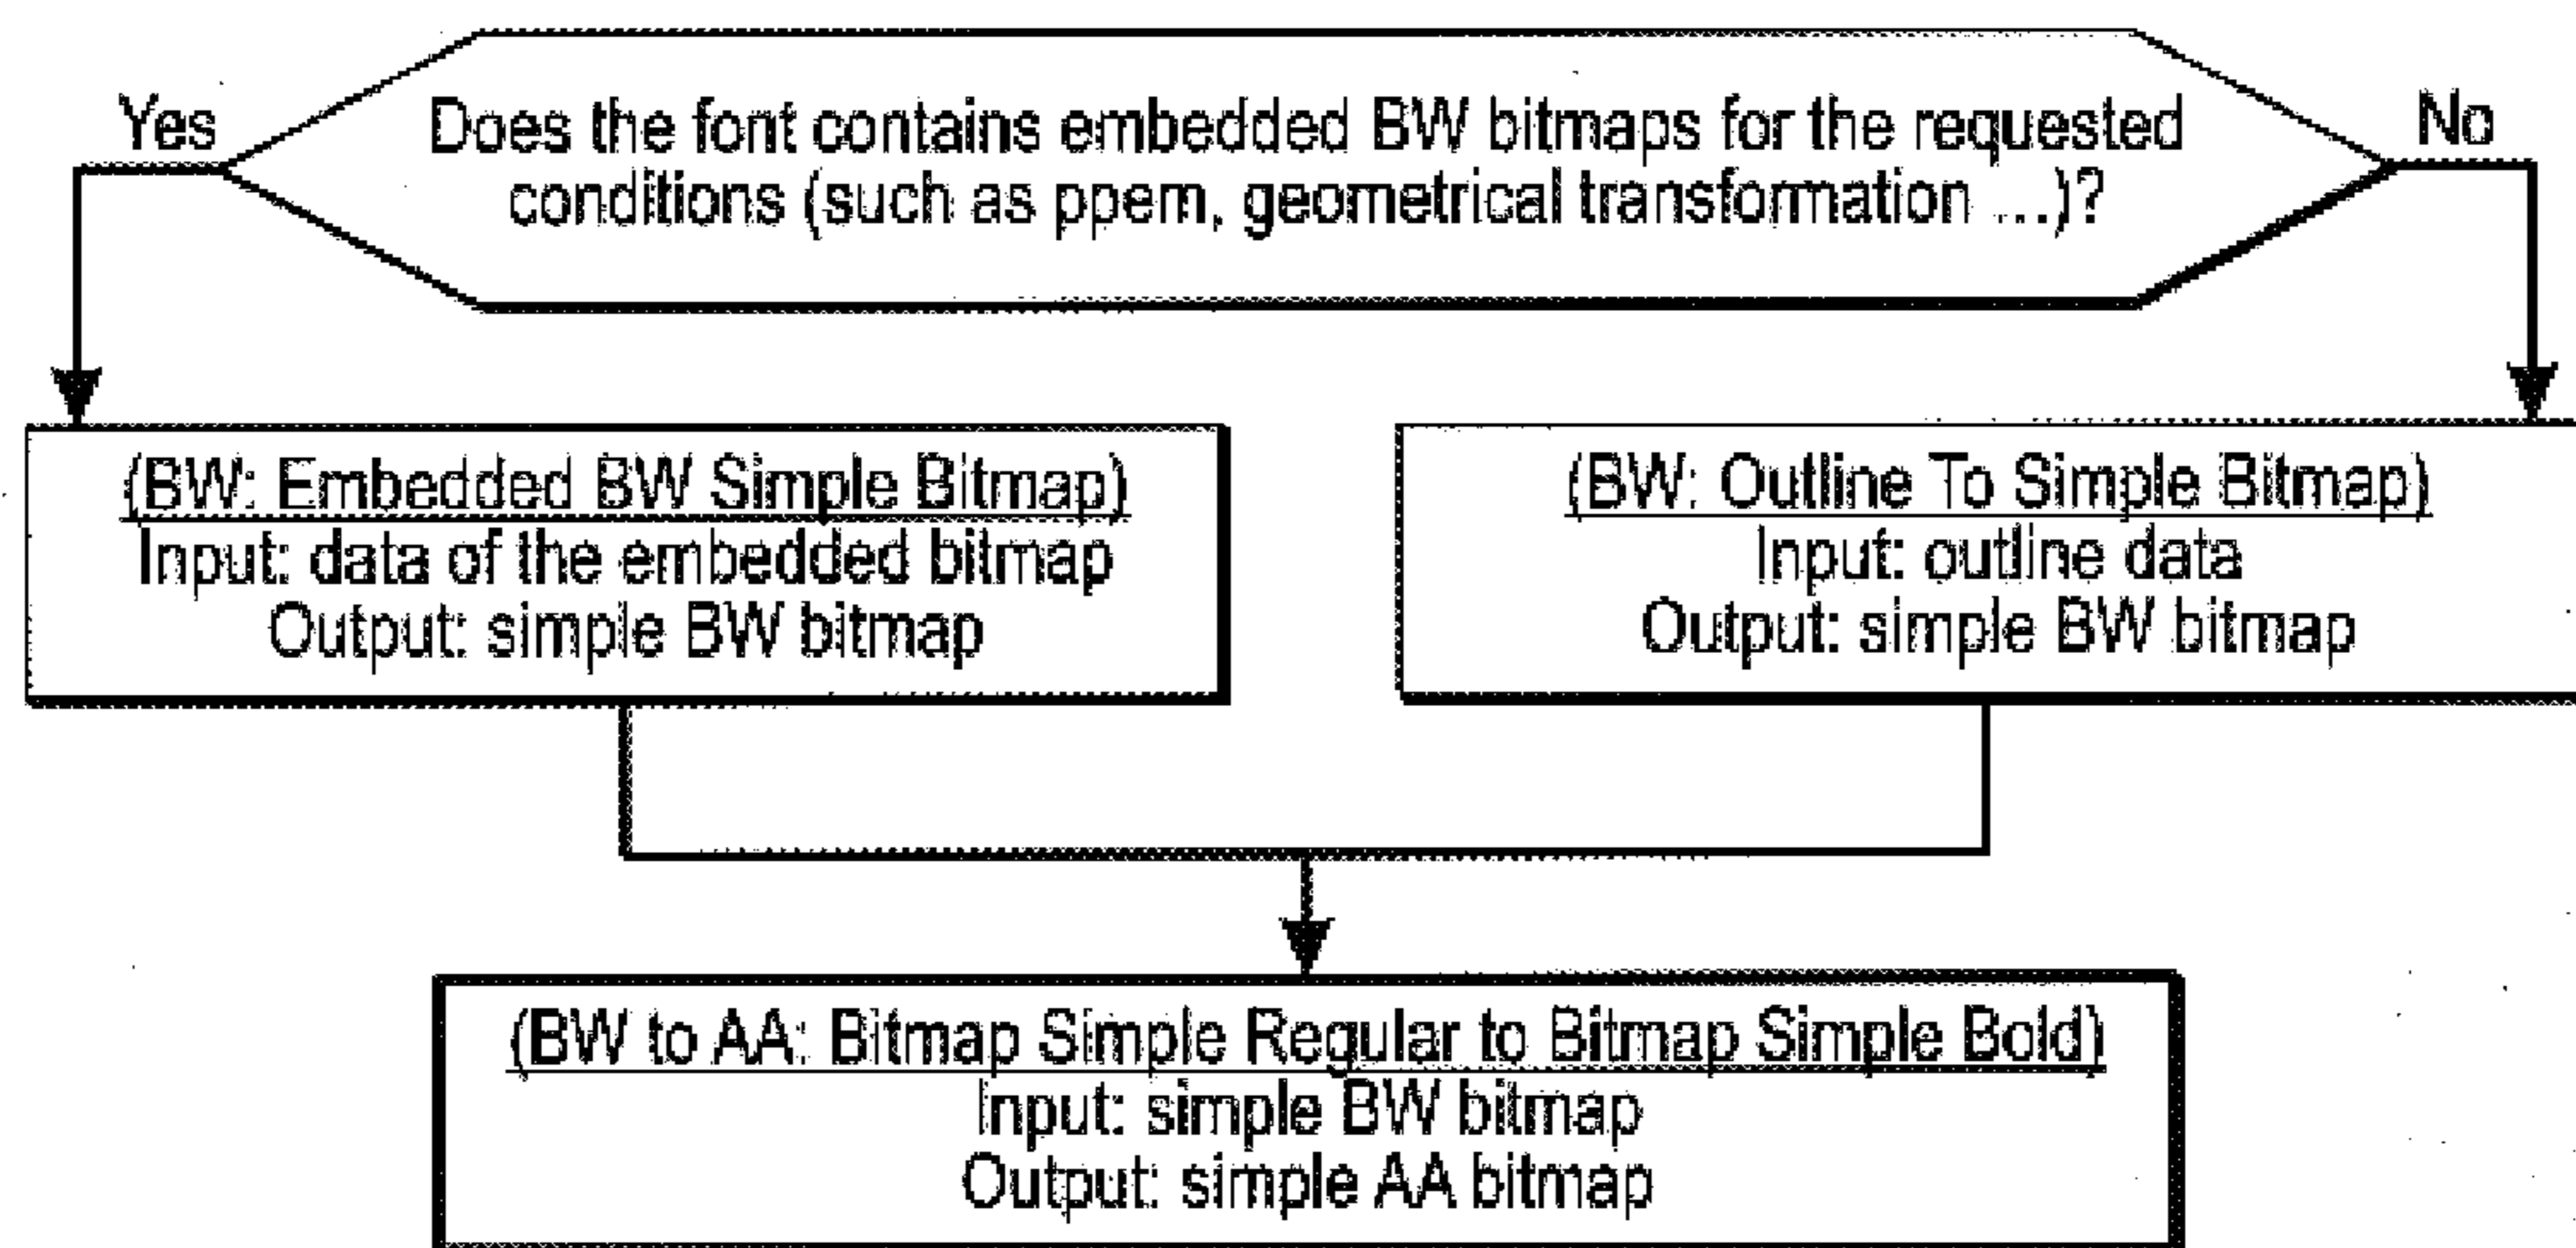 Yes
Does the font contains embedded BW bitmaps for the requested
conditions (such as ppem, geometrical transformation ...)?
No
(BW: Embedded BW Simple Bitmap)
Input: data of the embedded bitmap
Output: simple BW bitmap
(BW: Outline To Simple Bitmap)
Input: outline data
Output: simple BW bitmap
(BW to AA: Bitmap Simple Regular to Bitmap Simple Bold)
Input: simple BW bitmap
Output: simple AA bitmap